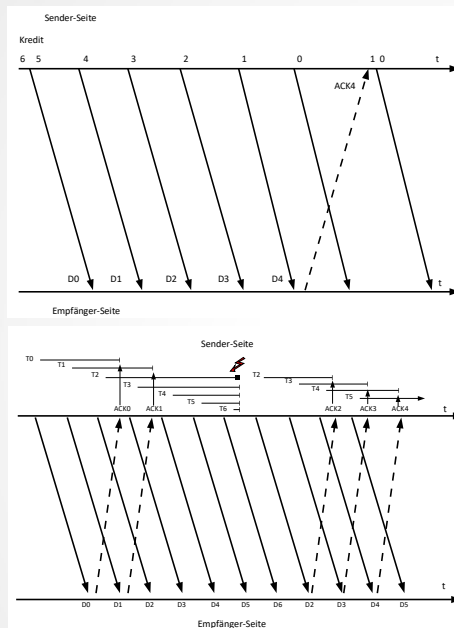 Sender-Seite
Kredit
6 5 4 3 2 1 0 1 0 t
ACK4
D0 D1 D2 D3 D4 t
Empfänger-Seite
Sender-Seite
T0
T1
T2 T2
T3 T3
T4 T4
T5 T5
T6
ACK0 ACK1 ACK2 ACK3 ACK4
t
t
D0 D1 D2 D3 D4 D5 D6 D2 D3 D4 D5
Empfänger-Seite